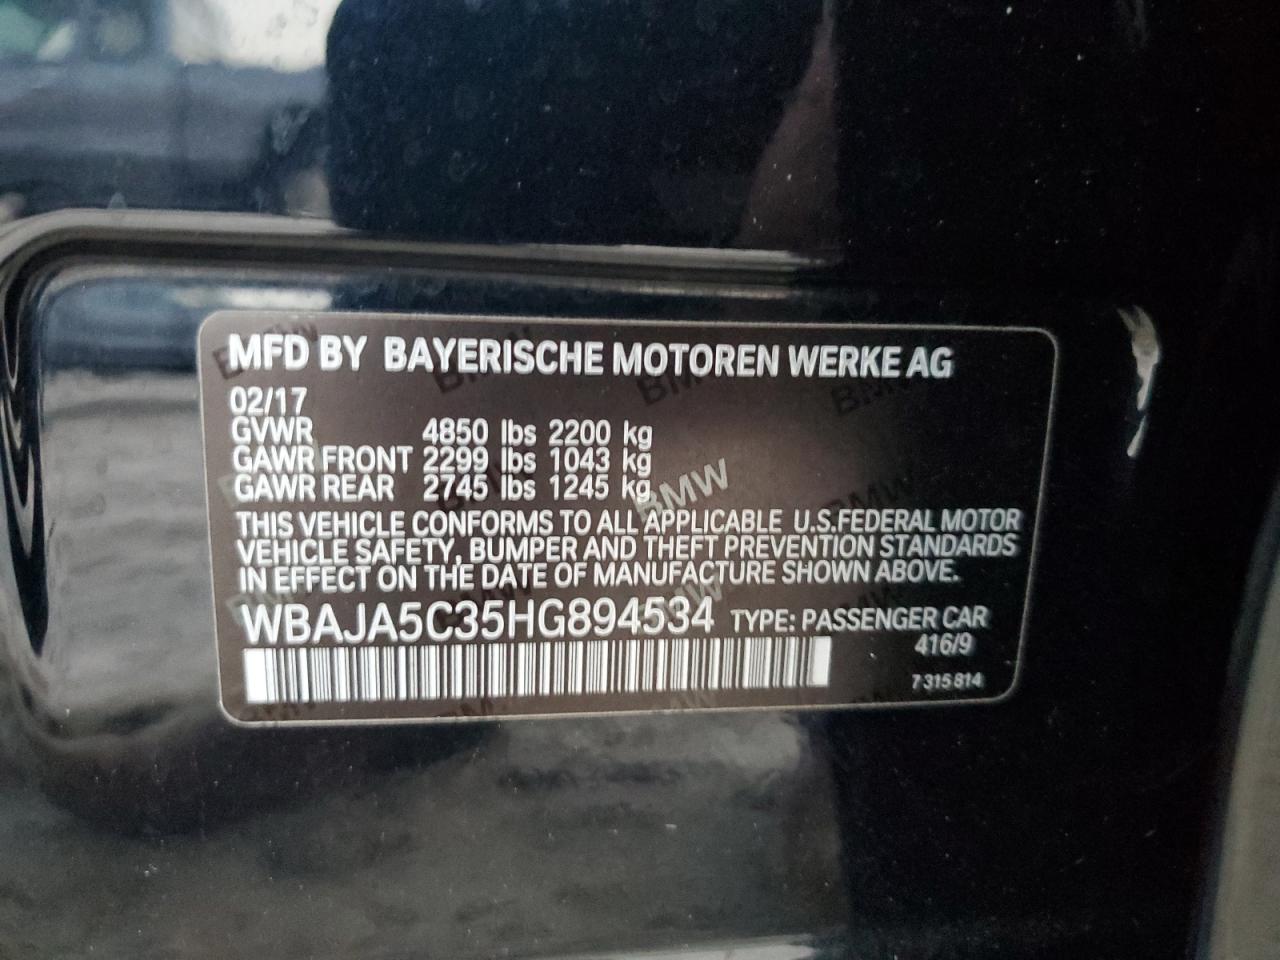 MFD BY BAYERISCHE MOTOREN WERKE AG
02/17
GVWR 4850 lbs 2200 kg
GAWR FRONT 2299 lbs 1043 kg
GAWR REAR 2745 lbs 1245 kg
BMW
THIS VEHICLE CONFORMS TO ALL APPLICABLE U.S.FEDERAL MOTOR
VEHICLE SAFETY, BUMPER AND THEFT PREVENTION STANDARDS
IN EFFECT ON THE DATE OF MANUFACTURE SHOWN ABOVE.
WBAJA5C35HG894534 TYPE: PASSENGER CAR
416/9
7 315 814